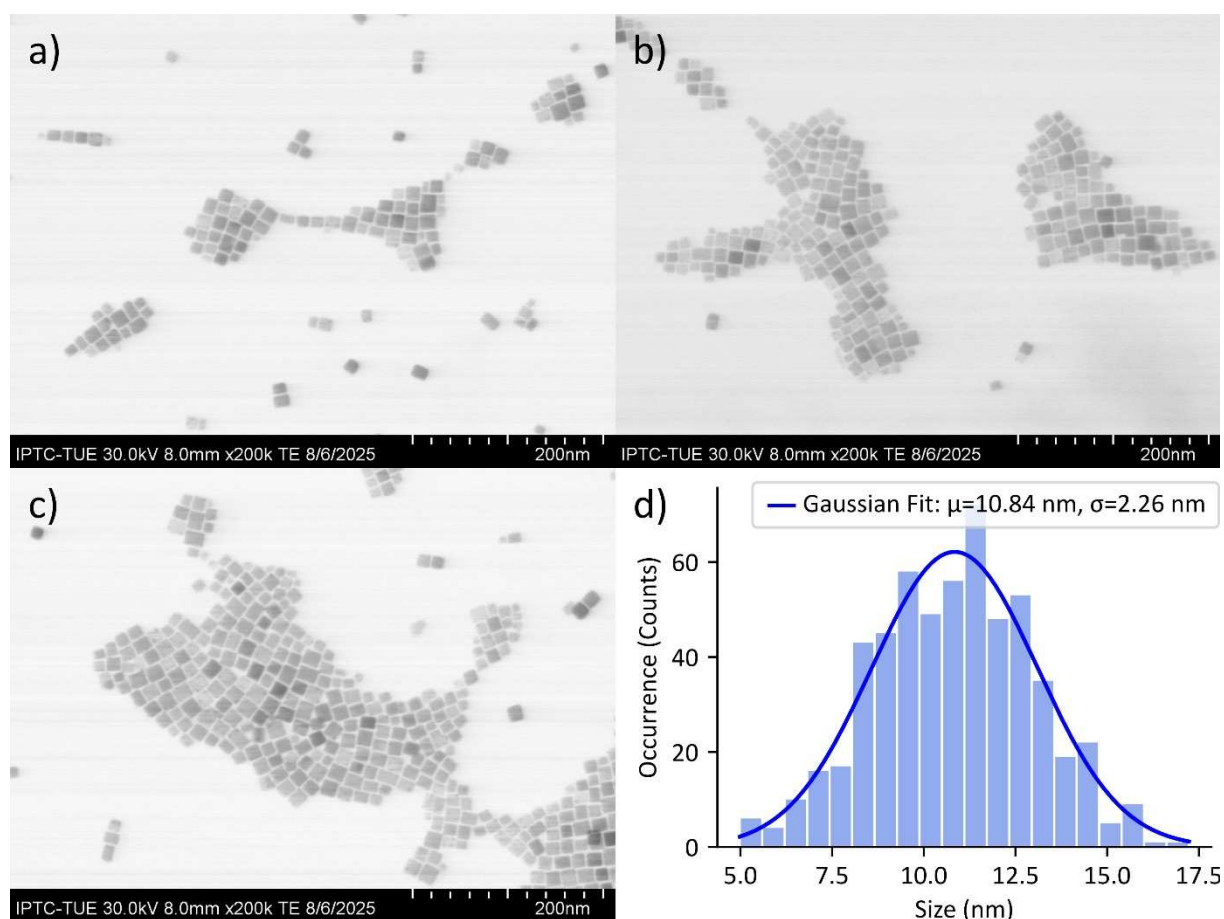 a)
IPTC-TUE 30.0kV 8.0mm x200k TE 8/6/2025
200nm
b)
IPTC-TUE 30.0kV 8.0mm x200k TE 8/6/2025
200nm
c)
IPTC-TUE 30.0kV 8.0mm x200k TE 8/6/2025
200nm
d)
Gaussian Fit: μ=10.84 nm, σ=2.26 nm
Occurrence (Counts)
60
40
20
0
5.0 7.5 10.0 12.5 15.0 17.5
Size (nm)